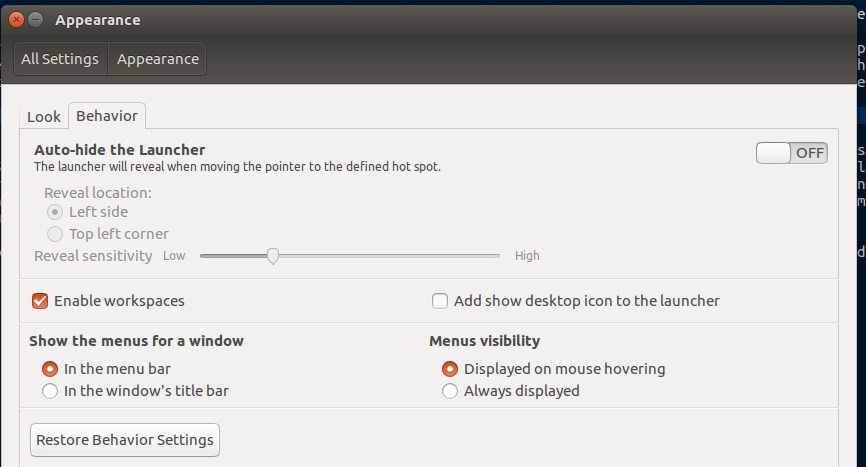 Appearance
All Settings Appearance
Look Behavior
Auto-hide the Launcher
The launcher will reveal when moving the pointer to the defined hot spot.
OFF
Reveal location:
Left side
Top left corner
Reveal sensitivity Low High
Enable workspaces Add show desktop icon to the launcher
Show the menus for a window
In the menu bar
In the window's title bar
Menus visibility
Displayed on mouse hovering
Always displayed
Restore Behavior Settings